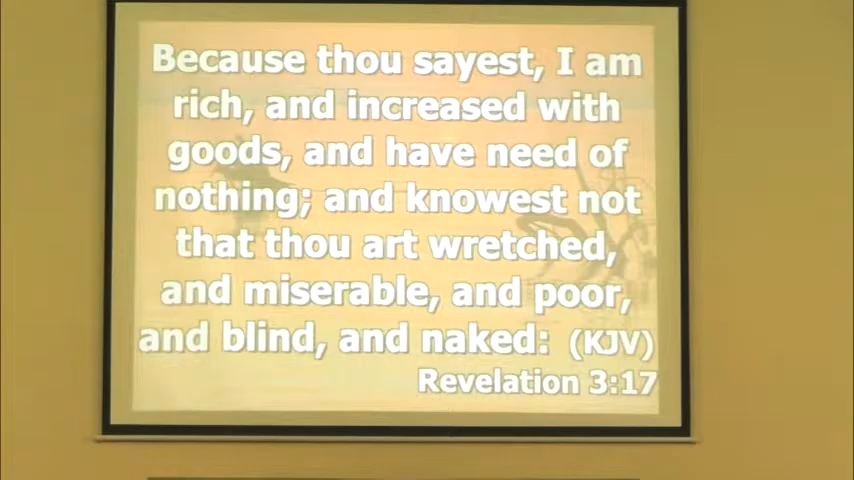 Because thou sayest, I am
rich, and increased with
goods, and have need of
nothing; and knowest not
that thou art wretched,
and miserable, and poor,
and blind, and naked: (KJV)
Revelation 3:17